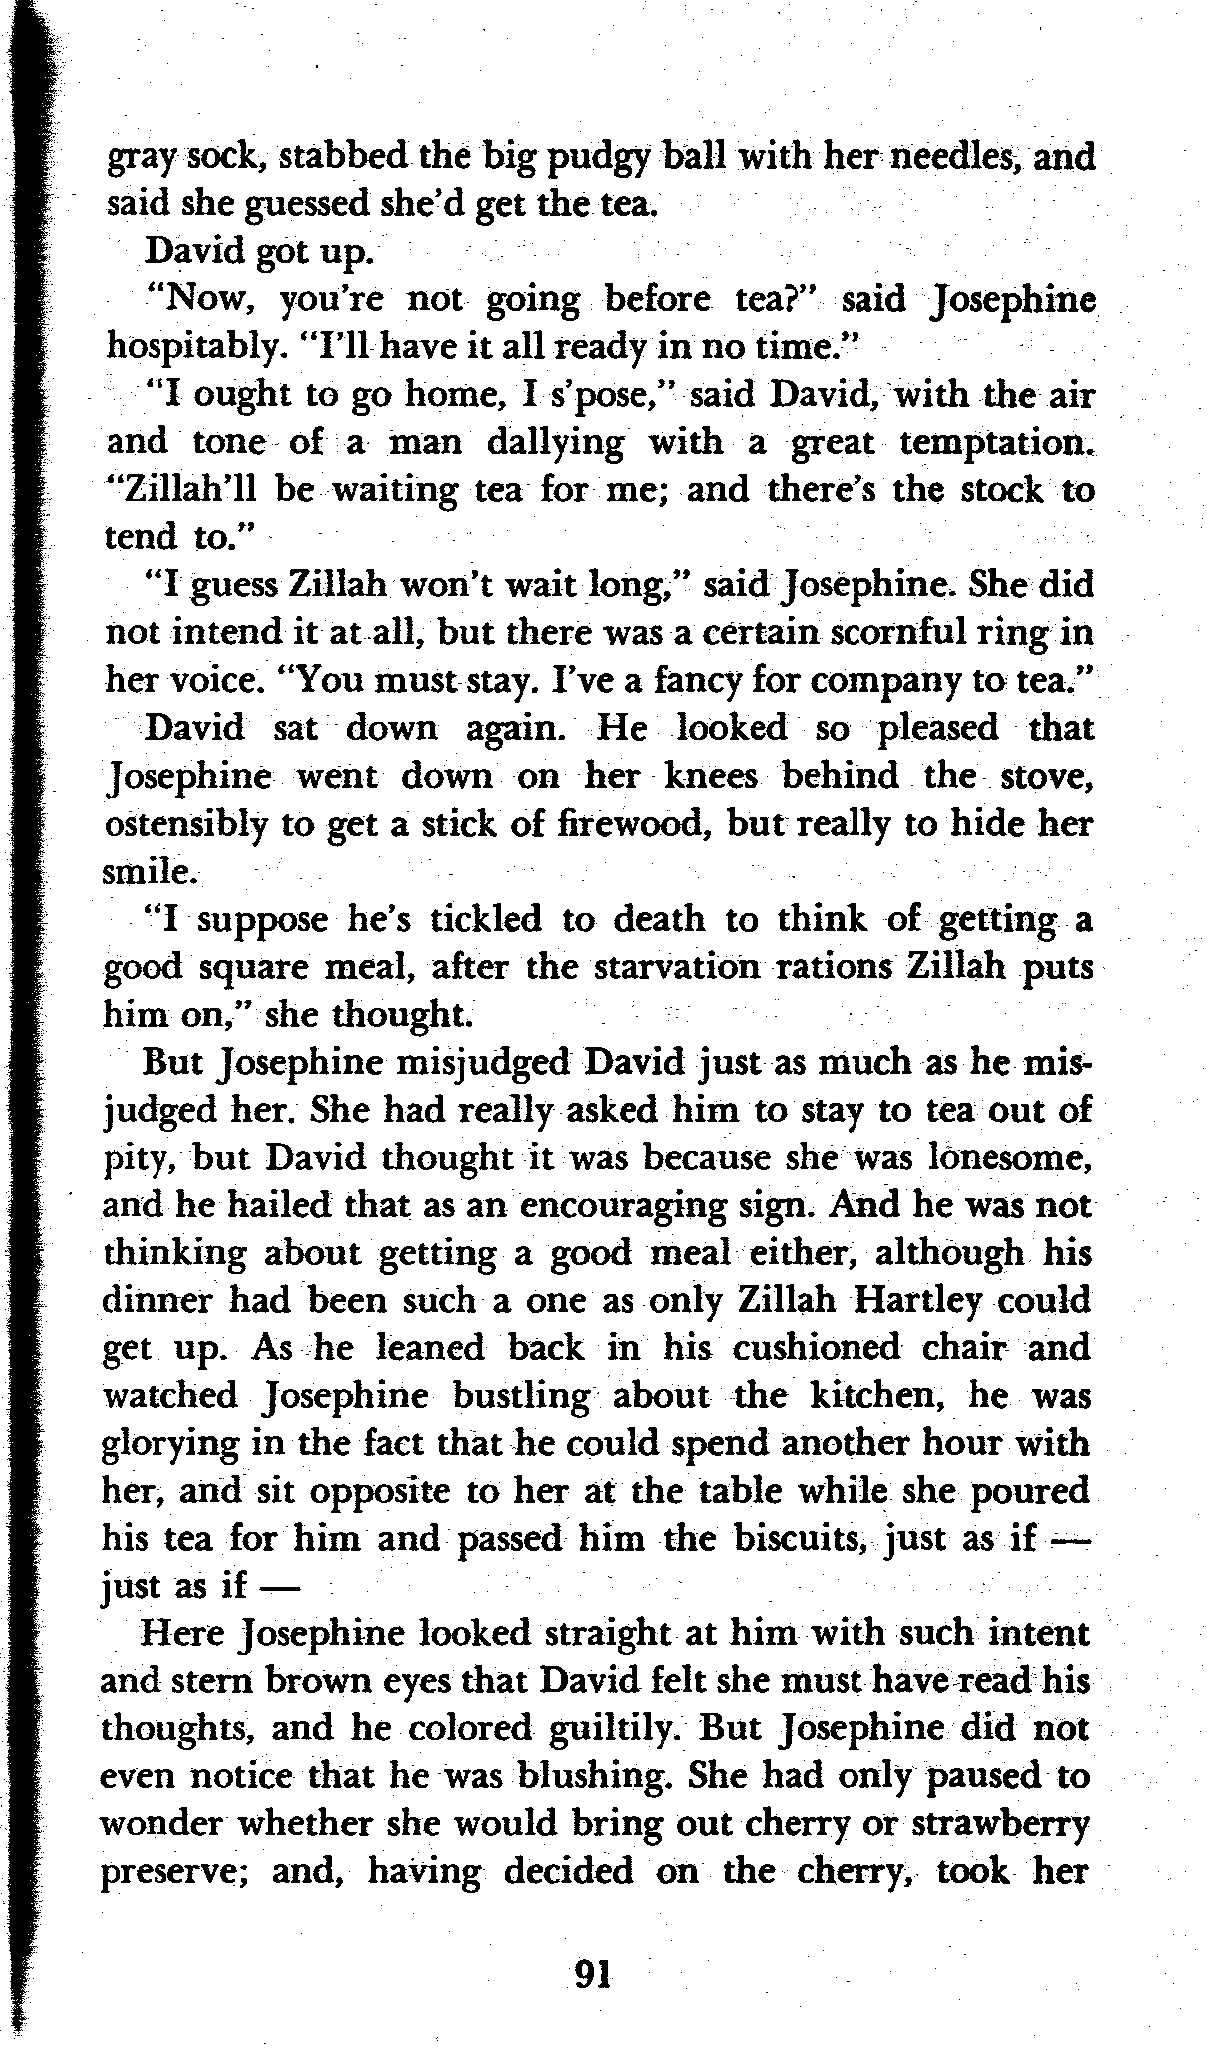 gray sock, stabbed the big pudgy ball with her needles, and
said she guessed she'd get the tea.
David got up.
“Now, you're not going before tea?” said Josephine
hospitably. “I'll have it all ready in no time.”
“I ought to go home, I s'pose,” said David, with the air
and tone of a man dallying with a great temptation.
“Zillah'll be waiting tea for me; and there's the stock to
tend to.”
“I guess Zillah won't wait long,” said Josephine. She did
not intend it at all, but there was a certain scornful ring in
her voice. “You must stay. I've a fancy for company to tea.”
David sat down again. He looked so pleased that
Josephine went down on her knees behind the stove,
ostensibly to get a stick of firewood, but really to hide her
smile.
“I suppose he's tickled to death to think of getting a
good square meal, after the starvation rations Zillah puts
him on,” she thought.
But Josephine misjudged David just as much as he mis-
judged her. She had really asked him to stay to tea out of
pity, but David thought it was because she was lonesome,
and he hailed that as an encouraging sign. And he was not
thinking about getting a good meal either, although his
dinner had been such a one as only Zillah Hartley could
get up. As he leaned back in his cushioned chair and
watched Josephine bustling about the kitchen, he was
glorying in the fact that he could spend another hour with
her, and sit opposite to her at the table while she poured
his tea for him and passed him the biscuits, just as if —
just as if —
Here Josephine looked straight at him with such intent
and stern brown eyes that David felt she must have read his
thoughts, and he colored guiltily. But Josephine did not
even notice that he was blushing. She had only paused to
wonder whether she would bring out cherry or strawberry
preserve; and, having decided on the cherry, took her
91